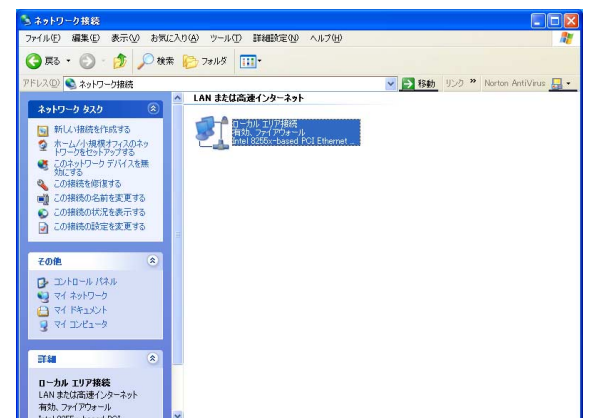 ネットワーク接続
ファイル(F) 編集(E) 表示(V) お気に入り(A) ツール(T) 詳細設定(N) ヘルプ(H)
戻る 検索 フォルダ
アドレス(D) ネットワーク接続 移動 リンク » Norton AntiVirus
ネットワーク タスク
新しい接続を作成する
ホーム/小規模オフィスのネッ
トワークをセットアップする
このネットワーク デバイスを無
効にする
この接続を修復する
この接続の名前を変更する
この接続の状況を表示する
この接続の設定を変更する
その他
コントロール パネル
マイ ネットワーク
マイ ドキュメント
マイ コンピュータ
詳細
ローカル エリア接続
LAN または高速インターネット
有効, ファイアウォール
LAN または高速インターネット
ローカル エリア接続
有効, ファイアウォール
Intel 8255x-based PCI Ethernet ...